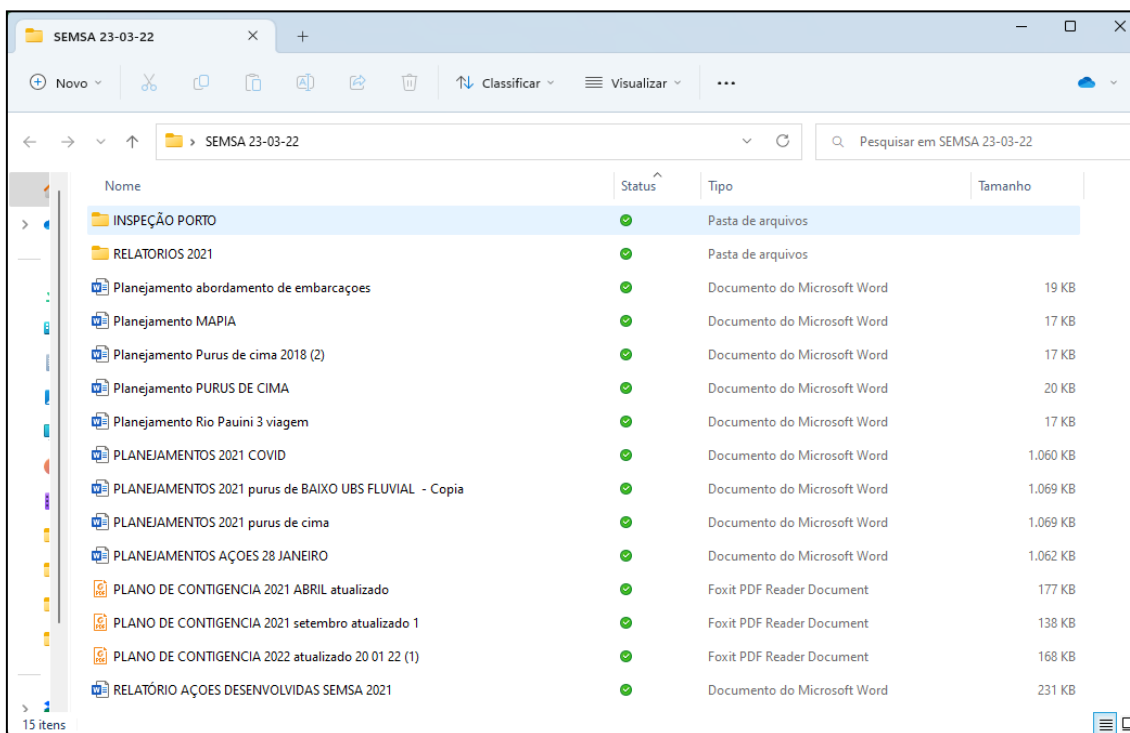 SEMSA 23-03-22
Novo
Classificar
Visualizar
SEMSA 23-03-22
Pesquisar em SEMSA 23-03-22
Nome Status Tipo Tamanho
INSPEÇÃO PORTO Pasta de arquivos
RELATORIOS 2021 Pasta de arquivos
Planejamento abordamento de embarcaçoes Documento do Microsoft Word 19 KB
Planejamento MAPIA Documento do Microsoft Word 17 KB
Planejamento Purus de cima 2018 (2) Documento do Microsoft Word 17 KB
Planejamento PURUS DE CIMA Documento do Microsoft Word 20 KB
Planejamento Rio Pauini 3 viagem Documento do Microsoft Word 17 KB
PLANEJAMENTOS 2021 COVID Documento do Microsoft Word 1.060 KB
PLANEJAMENTOS 2021 purus de BAIXO UBS FLUVIAL - Copia Documento do Microsoft Word 1.069 KB
PLANEJAMENTOS 2021 purus de cima Documento do Microsoft Word 1.069 KB
PLANEJAMENTOS AÇOES 28 JANEIRO Documento do Microsoft Word 1.062 KB
PLANO DE CONTIGENCIA 2021 ABRIL atualizado Foxit PDF Reader Document 177 KB
PLANO DE CONTIGENCIA 2021 setembro atualizado 1 Foxit PDF Reader Document 138 KB
PLANO DE CONTIGENCIA 2022 atualizado 20 01 22 (1) Foxit PDF Reader Document 168 KB
RELATÓRIO AÇOES DESENVOLVIDAS SEMSA 2021 Documento do Microsoft Word 231 KB
15 itens